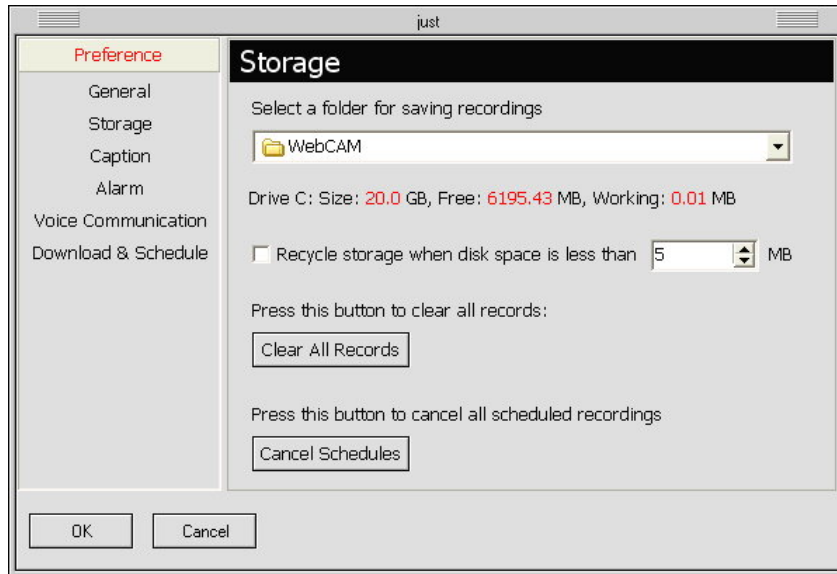 just
Preference
General
Storage
Caption
Alarm
Voice Communication
Download & Schedule
Storage
Select a folder for saving recordings
WebCAM
Drive C: Size: 20.0 GB, Free: 6195.43 MB, Working: 0.01 MB
Recycle storage when disk space is less than 5 MB
Press this button to clear all records:
Clear All Records
Press this button to cancel all scheduled recordings
Cancel Schedules
OK Cancel